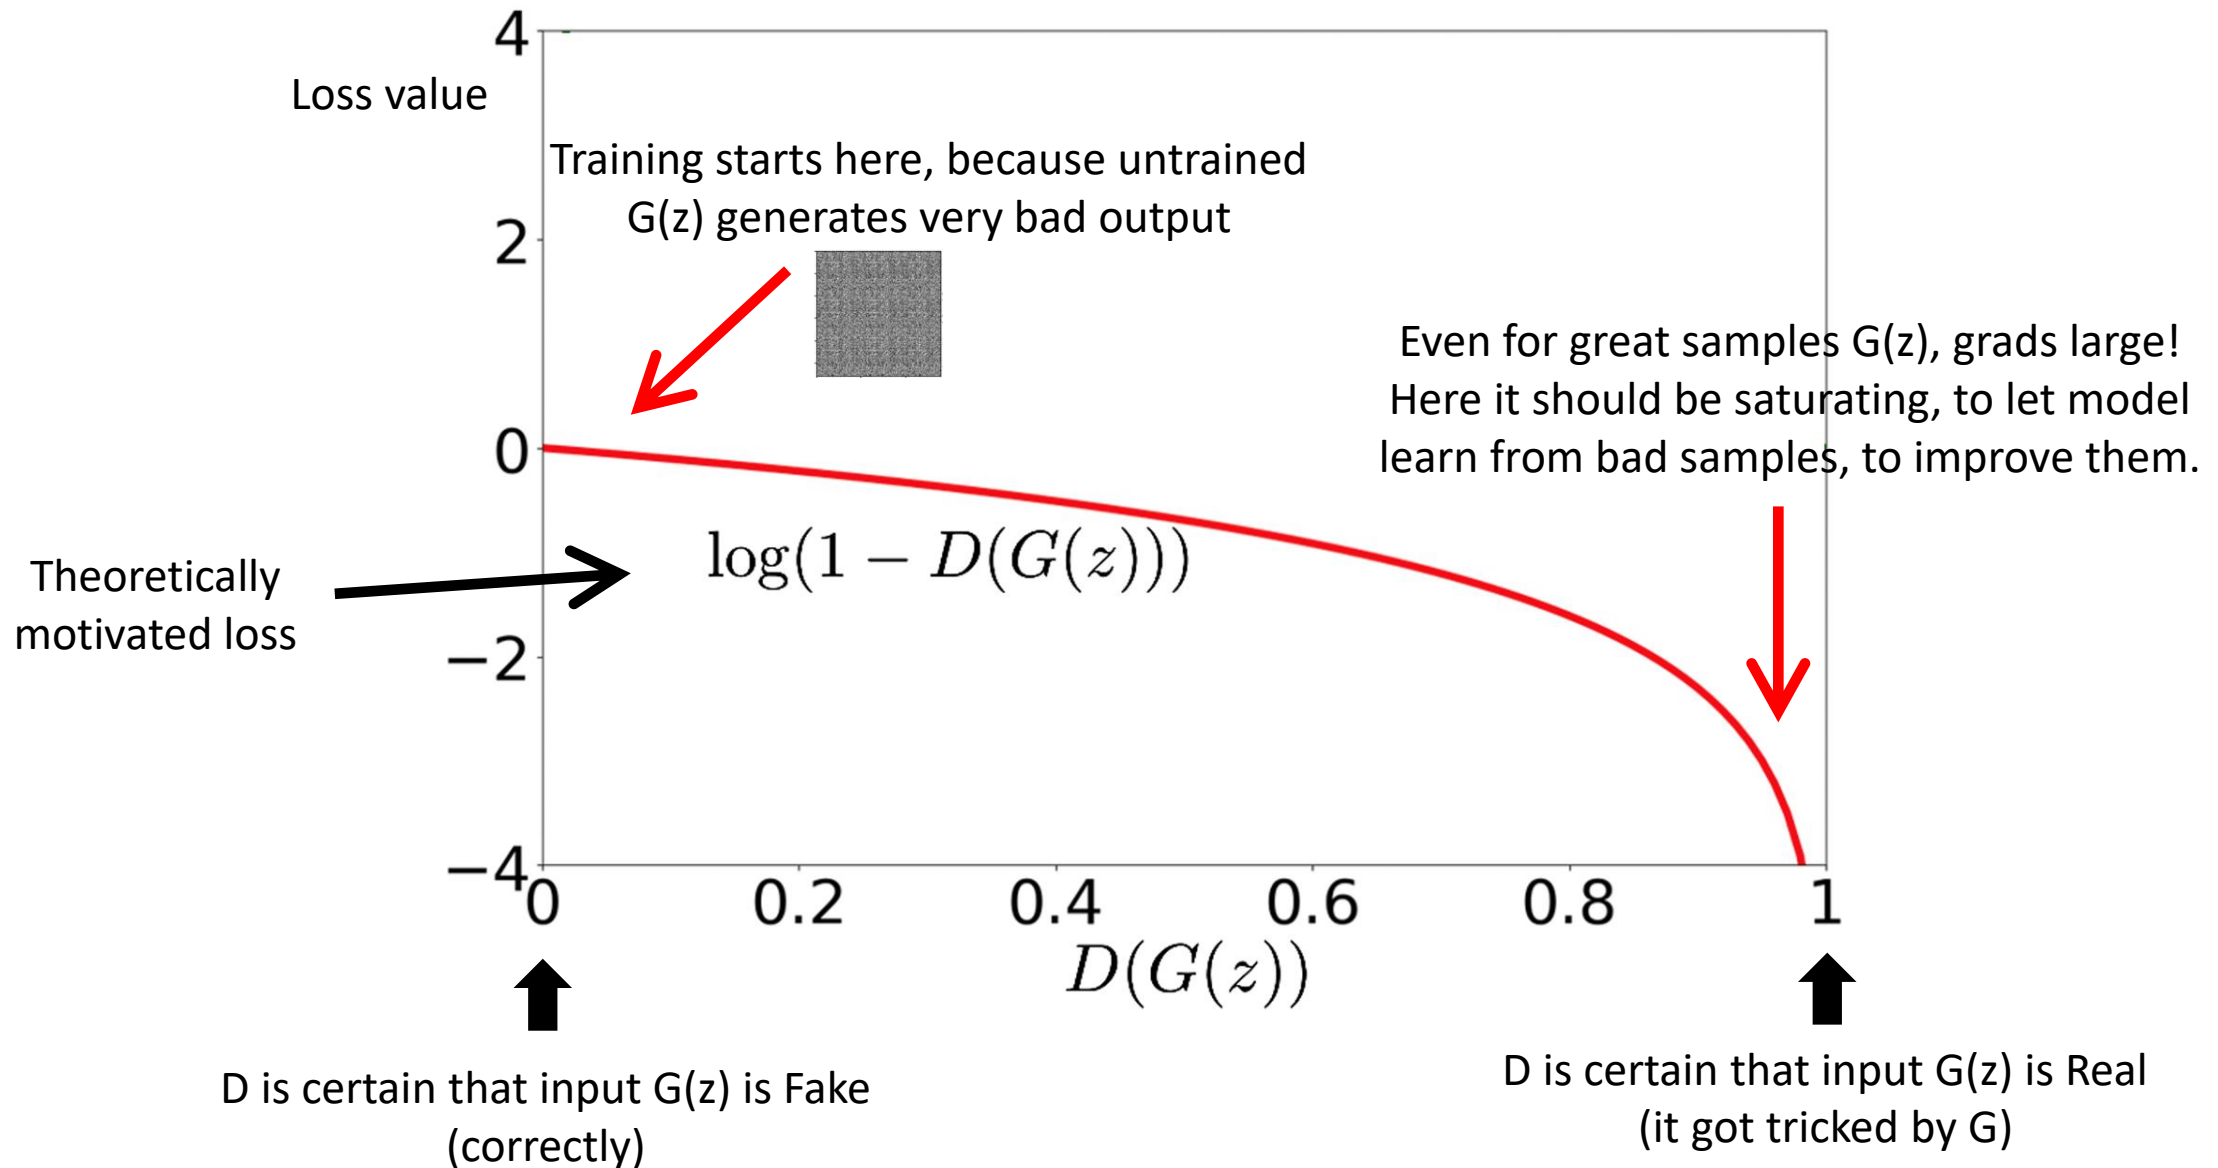 4
Loss value
Training starts here, because untrained
G(z) generates very bad output
2
Even for great samples G(z), grads large!
Here it should be saturating, to let model
learn from bad samples, to improve them.
0
log(1 − D(G(z)))
Theoretically
motivated loss
−2
−4
0 0.2 0.4 0.6 0.8 1
D(G(z))
D is certain that input G(z) is Fake
(correctly)
D is certain that input G(z) is Real
(it got tricked by G)